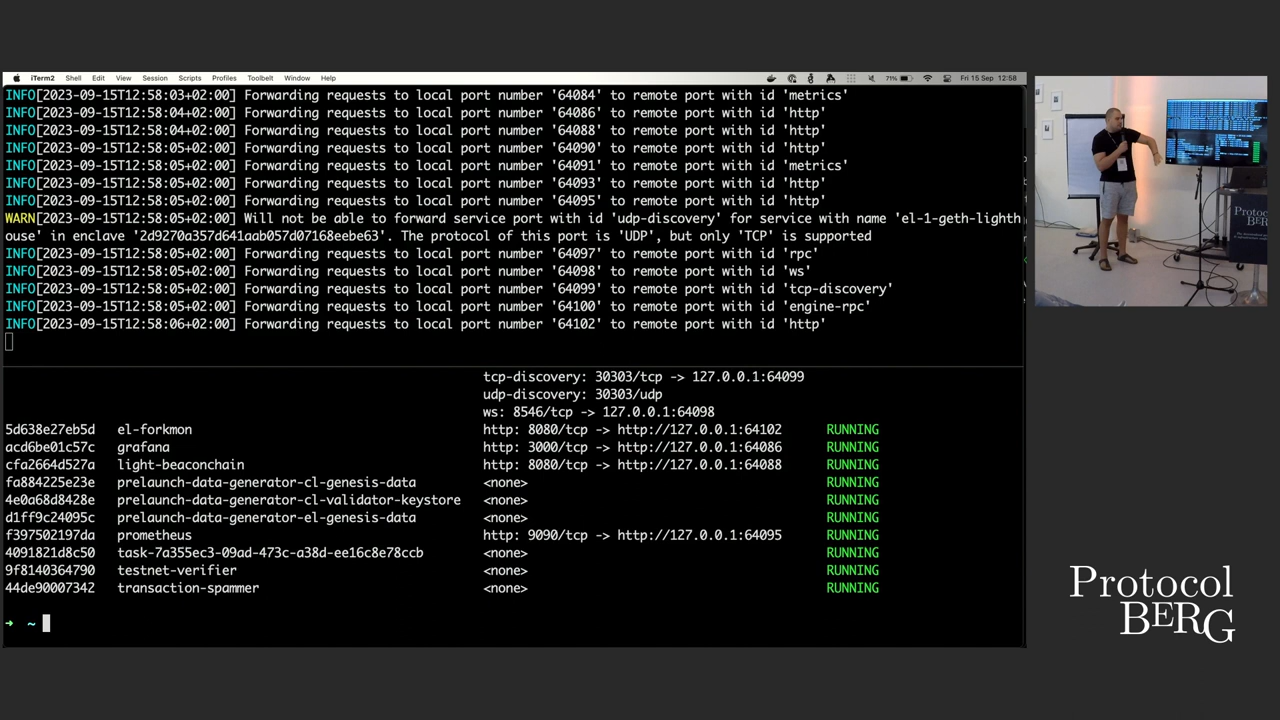 iTerm2 Shell Edit View Session Scripts Profiles Toolbelt Window Help 71% Fri 15 Sep 12:58
INFO[2023-09-15T12:58:03+02:00] Forwarding requests to local port number '64084' to remote port with id 'metrics'
INFO[2023-09-15T12:58:04+02:00] Forwarding requests to local port number '64086' to remote port with id 'http'
INFO[2023-09-15T12:58:04+02:00] Forwarding requests to local port number '64088' to remote port with id 'http'
INFO[2023-09-15T12:58:05+02:00] Forwarding requests to local port number '64090' to remote port with id 'http'
INFO[2023-09-15T12:58:05+02:00] Forwarding requests to local port number '64091' to remote port with id 'metrics'
INFO[2023-09-15T12:58:05+02:00] Forwarding requests to local port number '64093' to remote port with id 'http'
INFO[2023-09-15T12:58:05+02:00] Forwarding requests to local port number '64095' to remote port with id 'http'
WARN[2023-09-15T12:58:05+02:00] Will not be able to forward service port with id 'udp-discovery' for service with name 'el-1-geth-lighth
ouse' in enclave '2d9270a357d641aab057d07168eebe63'. The protocol of this port is 'UDP', but only 'TCP' is supported
INFO[2023-09-15T12:58:05+02:00] Forwarding requests to local port number '64097' to remote port with id 'rpc'
INFO[2023-09-15T12:58:05+02:00] Forwarding requests to local port number '64098' to remote port with id 'ws'
INFO[2023-09-15T12:58:05+02:00] Forwarding requests to local port number '64099' to remote port with id 'tcp-discovery'
INFO[2023-09-15T12:58:05+02:00] Forwarding requests to local port number '64100' to remote port with id 'engine-rpc'
INFO[2023-09-15T12:58:06+02:00] Forwarding requests to local port number '64102' to remote port with id 'http'
tcp-discovery: 30303/tcp -> 127.0.0.1:64099
udp-discovery: 30303/udp
ws: 8546/tcp -> 127.0.0.1:64098
5d638e27eb5d el-forkmon http: 8080/tcp -> http://127.0.0.1:64102 RUNNING
acd6be01c57c grafana http: 3000/tcp -> http://127.0.0.1:64086 RUNNING
cfa2664d527a light-beaconchain http: 8080/tcp -> http://127.0.0.1:64088 RUNNING
fa884225e23e prelaunch-data-generator-cl-genesis-data <none> RUNNING
4e0a68d8428e prelaunch-data-generator-cl-validator-keystore <none> RUNNING
d1ff9c24095c prelaunch-data-generator-el-genesis-data <none> RUNNING
f397502197da prometheus http: 9090/tcp -> http://127.0.0.1:64095 RUNNING
4091821d8c50 task-7a355ec3-09ad-473c-a38d-ee16c8e78ccb <none> RUNNING
9f8140364790 testnet-verifier <none> RUNNING
44de90007342 transaction-spammer <none> RUNNING
→ ~
Protocol
BERG
Protocol
BERG